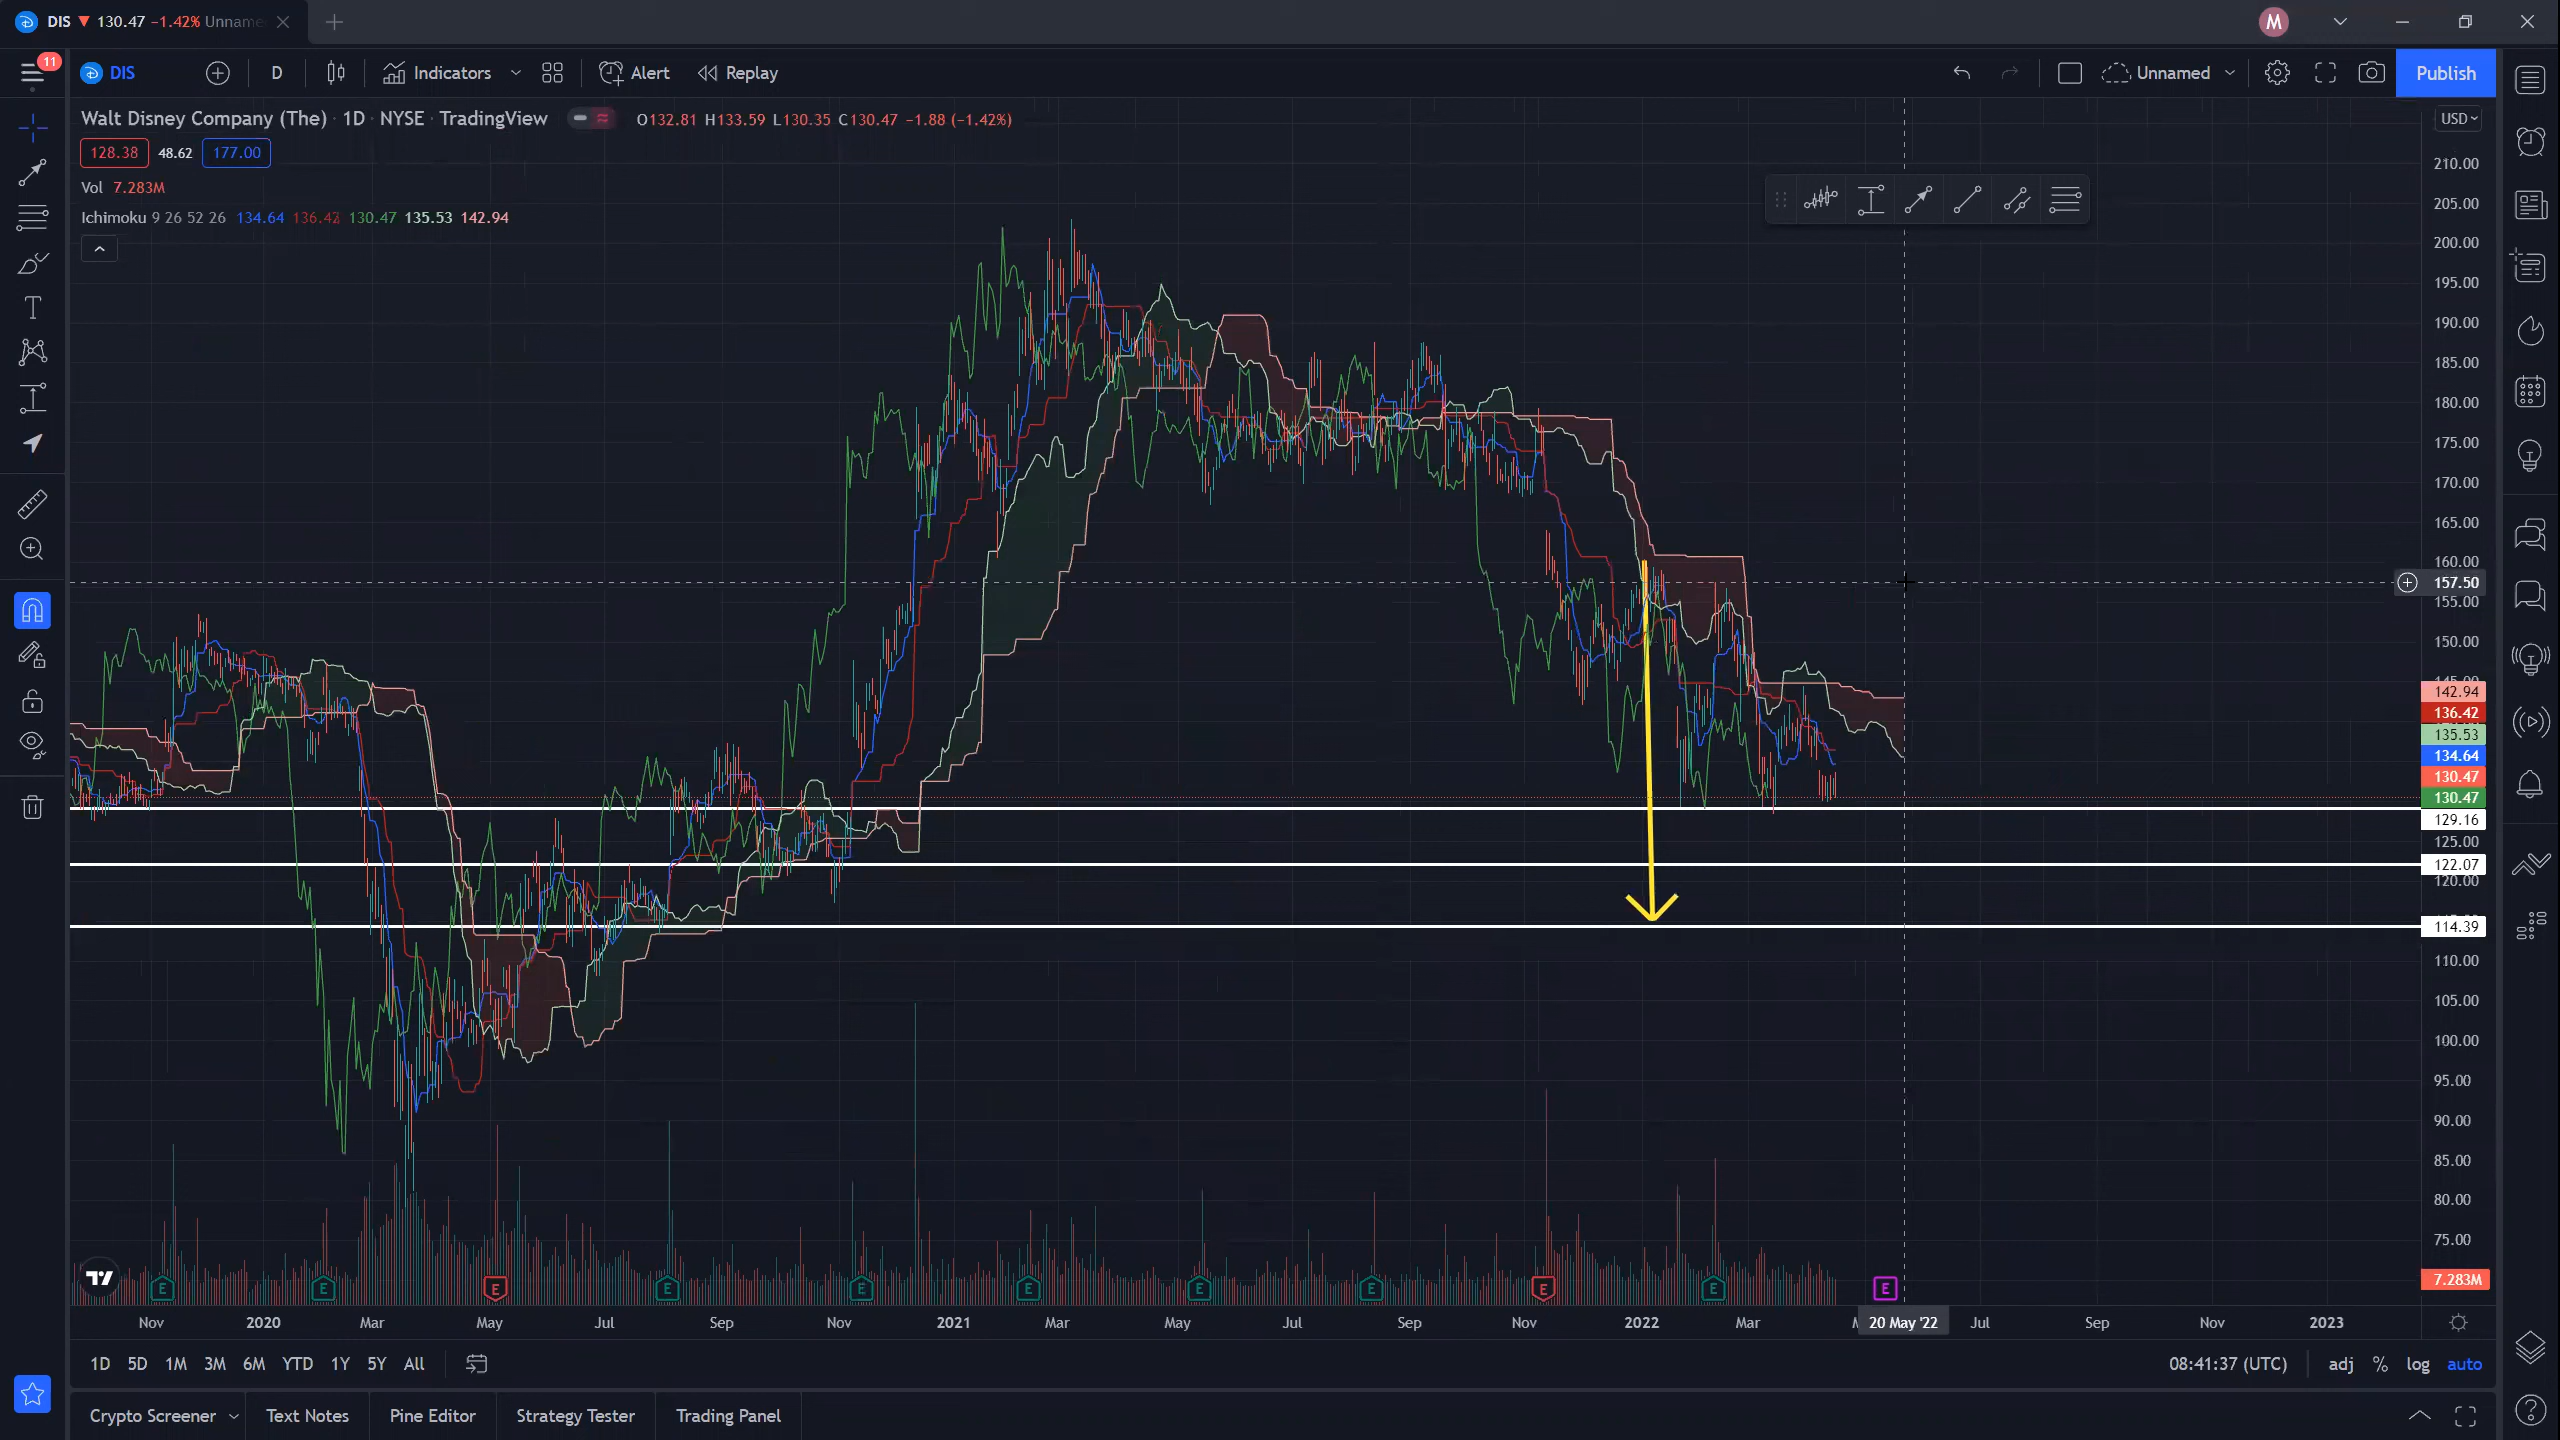 DIS ▼ 130.47 −1.42% Unname
M
11
DIS
D
Indicators
Alert
Replay
Unnamed
Publish
Walt Disney Company (The) · 1D · NYSE · TradingView
O132.81 H133.59 L130.35 C130.47 −1.88 (−1.42%)
USD
128.38 48.62 177.00
Vol 7.283M
Ichimoku 9 26 52 26 134.64 136.42 130.47 135.53 142.94
210.00
205.00
200.00
195.00
190.00
185.00
180.00
175.00
170.00
165.00
160.00
157.50
155.00
150.00
145.00
142.94
136.42
135.53
134.64
130.47
130.47
129.16
125.00
122.07
120.00
114.39
110.00
105.00
100.00
95.00
90.00
85.00
80.00
75.00
7.283M
E E E E E E E E E E E
Nov 2020 Mar May Jul Sep Nov 2021 Mar May Jul Sep Nov 2022 Mar 20 May '22 Jul Sep Nov 2023
1D 5D 1M 3M 6M YTD 1Y 5Y All
08:41:37 (UTC) adj % log auto
Crypto Screener Text Notes Pine Editor Strategy Tester Trading Panel